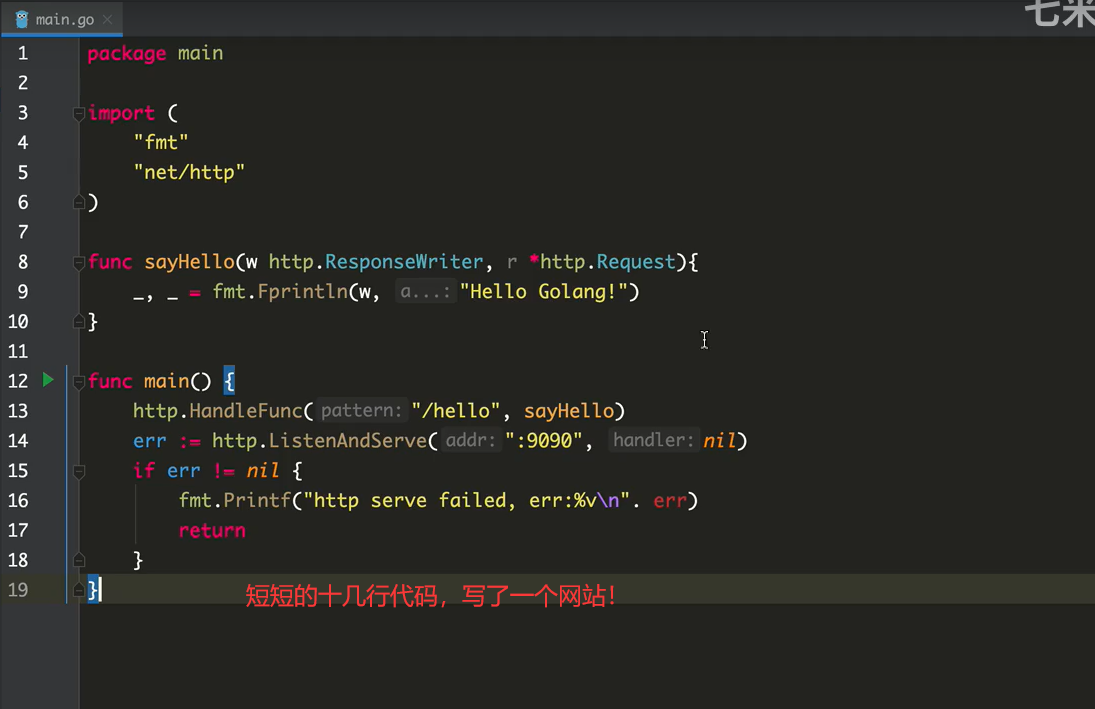 main.go
七米
1 package main
2
3 import (
4 "fmt"
5 "net/http"
6 )
7
8 func sayHello(w http.ResponseWriter, r *http.Request){
9 _, _ = fmt.Fprintln(w, a...: "Hello Golang!")
10 }
11
12 func main() {
13 http.HandleFunc( pattern: "/hello", sayHello)
14 err := http.ListenAndServe( addr: ":9090", handler: nil)
15 if err != nil {
16 fmt.Printf("http serve failed, err:%v\n". err)
17 return
18 }
19 }
短短的十几行代码，写了一个网站！